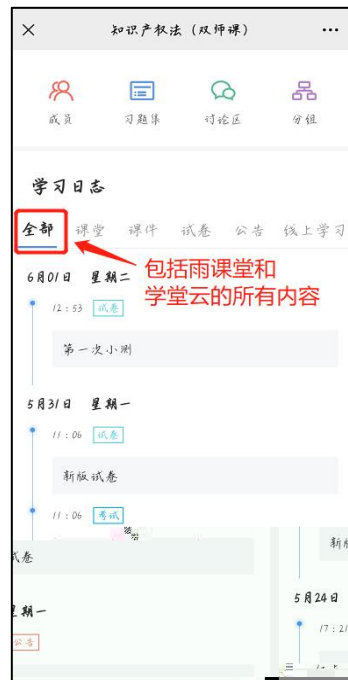 知识产权法（双师课）
成员 习题集 讨论区 分组
学习日志
全部 课堂 课件 试卷 公告 线上学习
包括雨课堂和
学堂云的所有内容
6月01日 星期二
12:53 试卷
第一次小测
5月31日 星期一
11:06 试卷
新版试卷
11:06 考试
试卷
新版
星期一
5月24日
公告
17:21